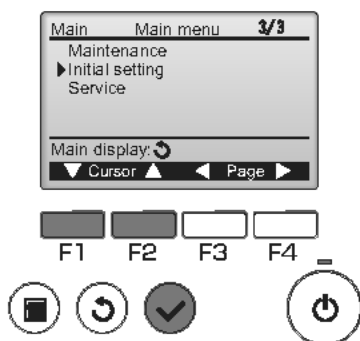 Main Main menu 3/3
Maintenance
Initial setting
Service
Main display:
Cursor Page
F1 F2 F3 F4